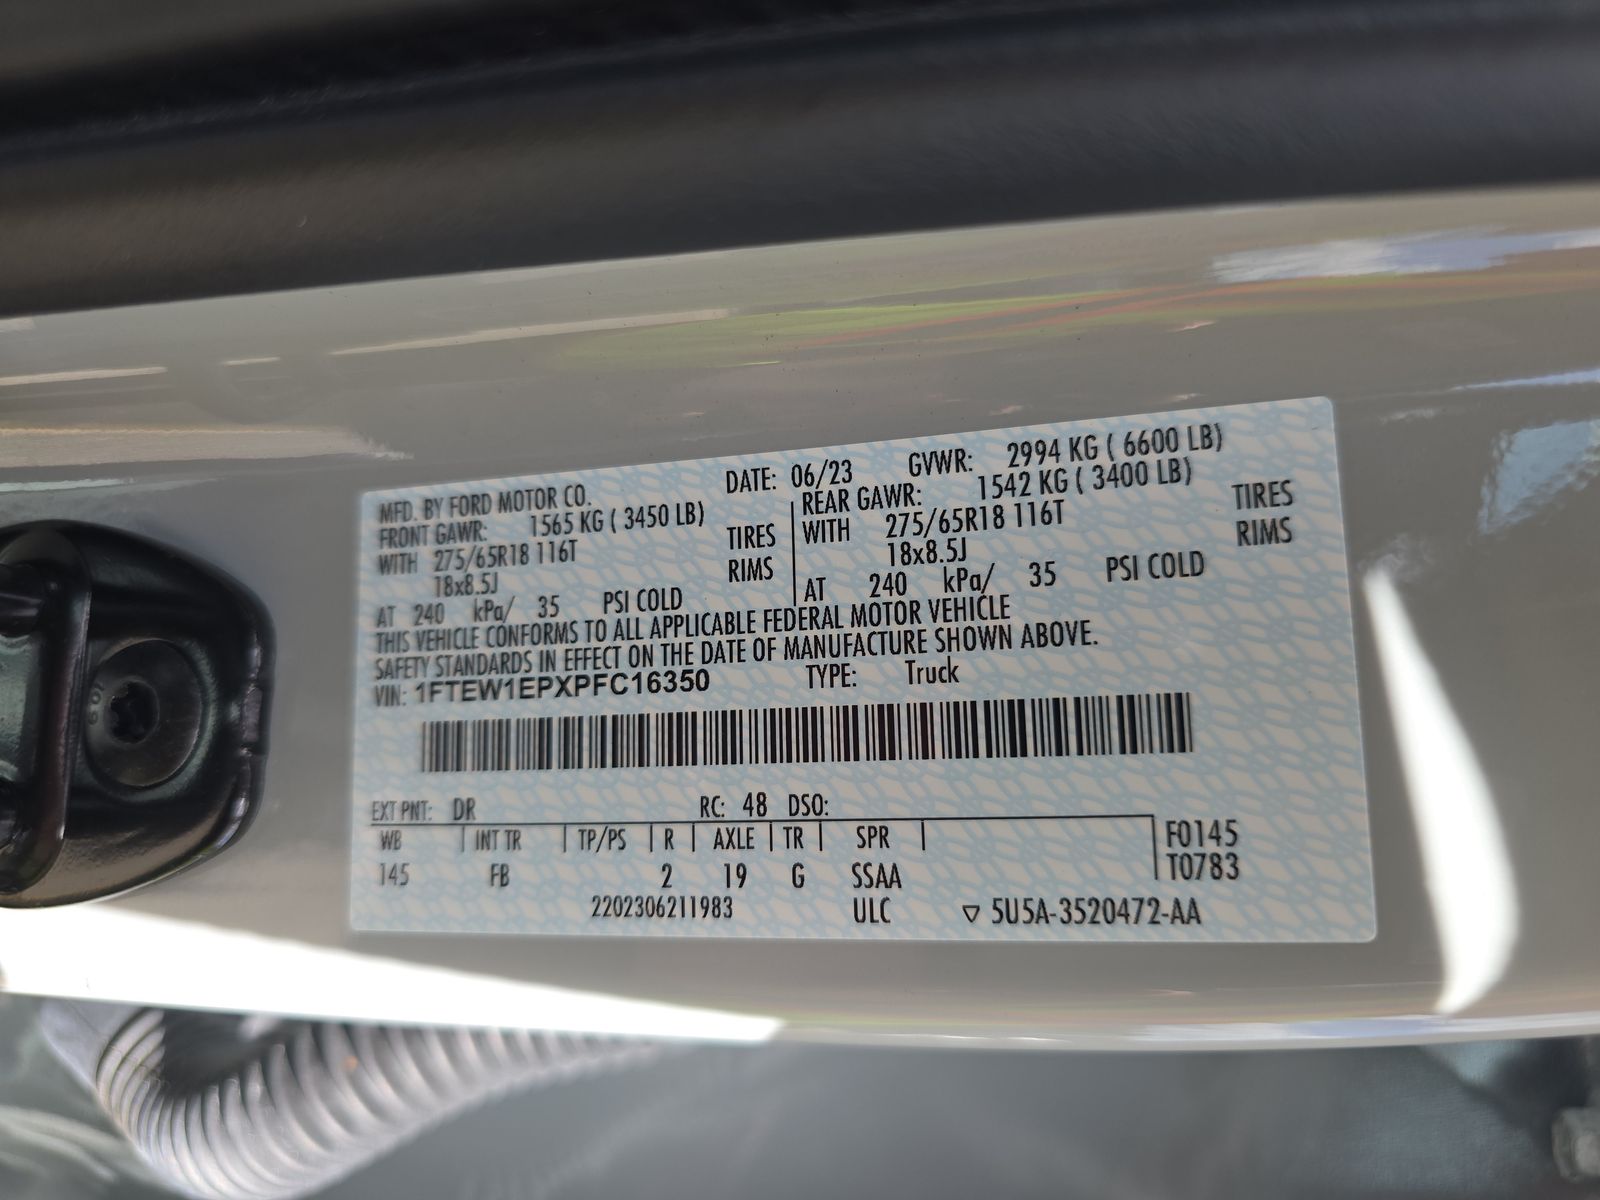 MFD. BY FORD MOTOR CO. DATE: 06/23 GVWR: 2994 KG ( 6600 LB)
FRONT GAWR: 1565 KG ( 3450 LB) REAR GAWR: 1542 KG ( 3400 LB)
WITH 275/65R18 116T TIRES WITH 275/65R18 116T TIRES
18x8.5J RIMS 18x8.5J RIMS
AT 240 kPa/ 35 PSI COLD AT 240 kPa/ 35 PSI COLD
THIS VEHICLE CONFORMS TO ALL APPLICABLE FEDERAL MOTOR VEHICLE
SAFETY STANDARDS IN EFFECT ON THE DATE OF MANUFACTURE SHOWN ABOVE.
VIN: 1FTEW1EPXPFC16350 TYPE: Truck
EXT PNT: DR RC: 48 DSO:
WB INT TR TP/PS R AXLE TR SPR F0145
145 FB 2 19 G SSAA T0783
2202306211983 ULC ▽ 5U5A-3520472-AA